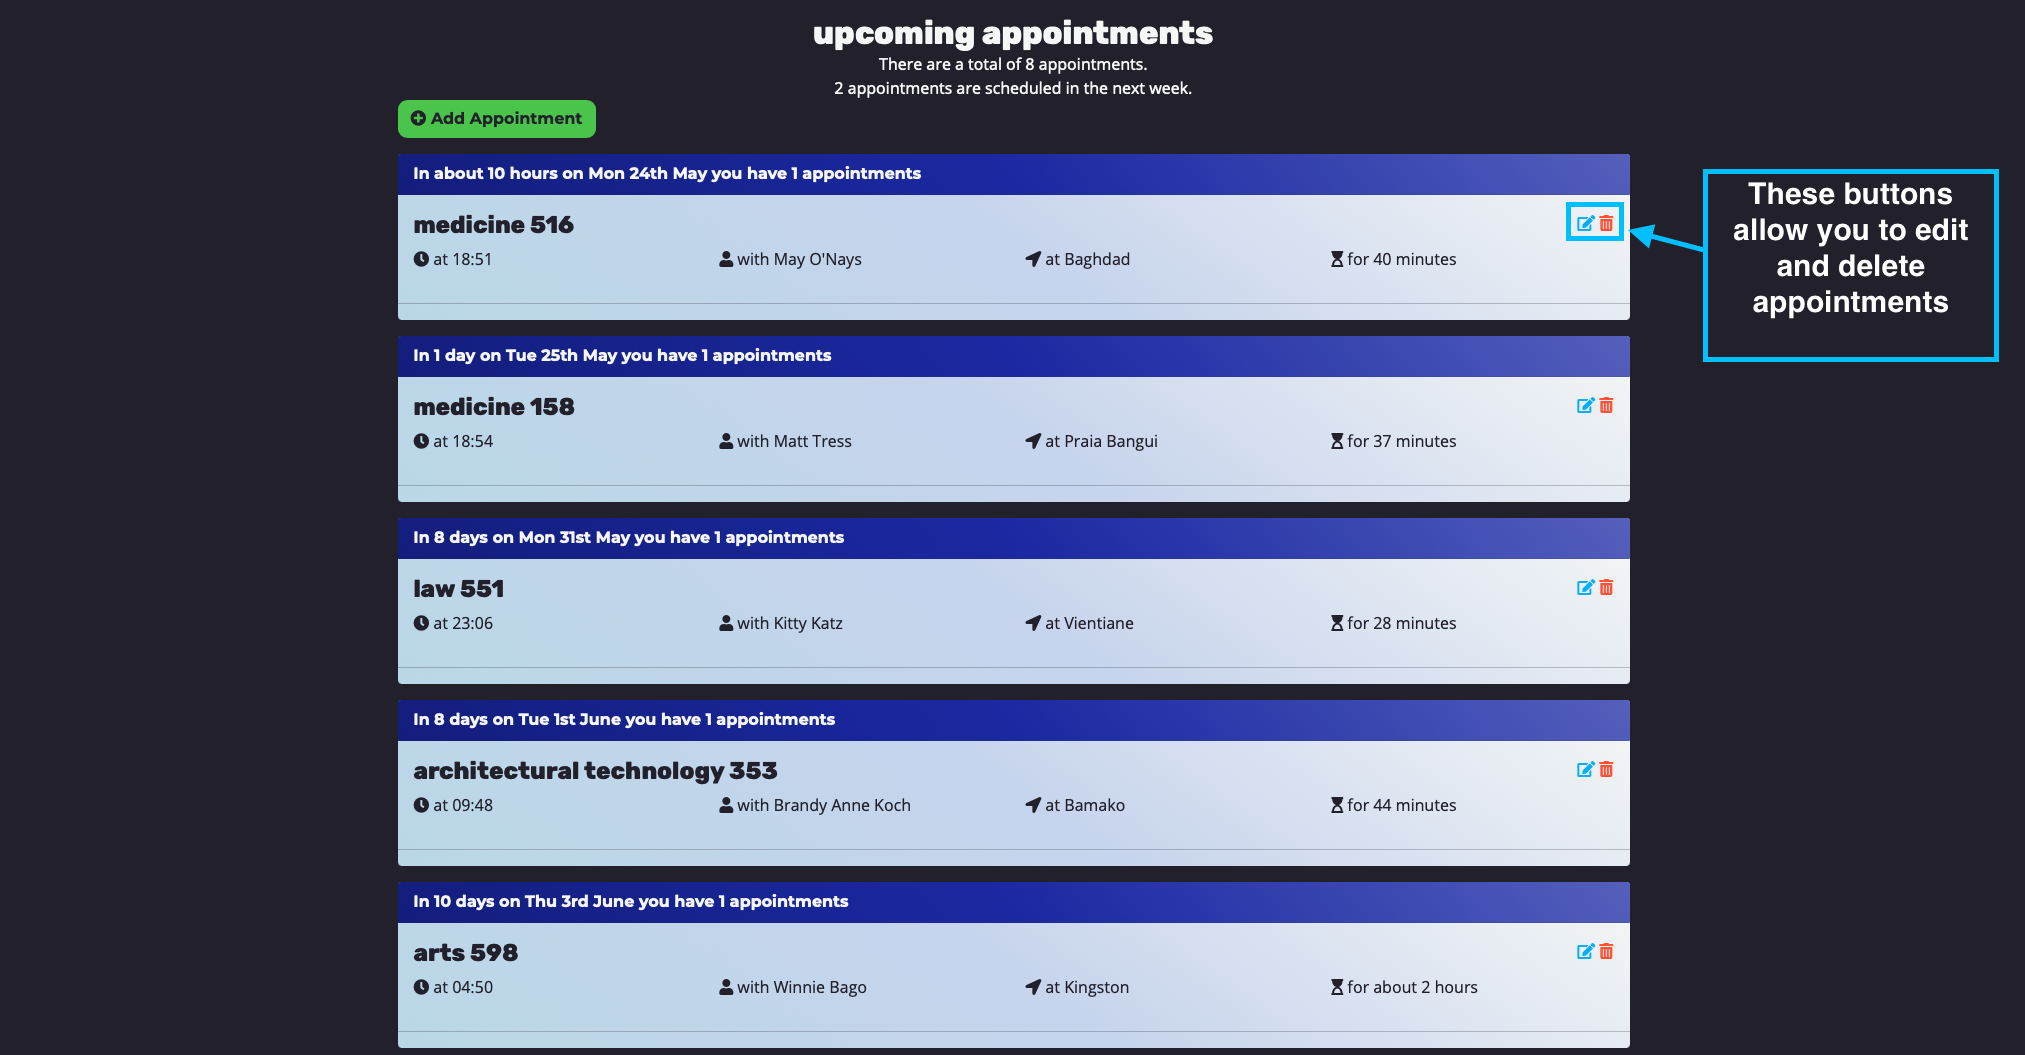 upcoming appointments
There are a total of 8 appointments.
2 appointments are scheduled in the next week.
Add Appointment
In about 10 hours on Mon 24th May you have 1 appointments
medicine 516
at 18:51 with May O'Nays at Baghdad for 40 minutes
These buttons
allow you to edit
and delete
appointments
In 1 day on Tue 25th May you have 1 appointments
medicine 158
at 18:54 with Matt Tress at Praia Bangui for 37 minutes
In 8 days on Mon 31st May you have 1 appointments
law 551
at 23:06 with Kitty Katz at Vientiane for 28 minutes
In 8 days on Tue 1st June you have 1 appointments
architectural technology 353
at 09:48 with Brandy Anne Koch at Bamako for 44 minutes
In 10 days on Thu 3rd June you have 1 appointments
arts 598
at 04:50 with Winnie Bago at Kingston for about 2 hours